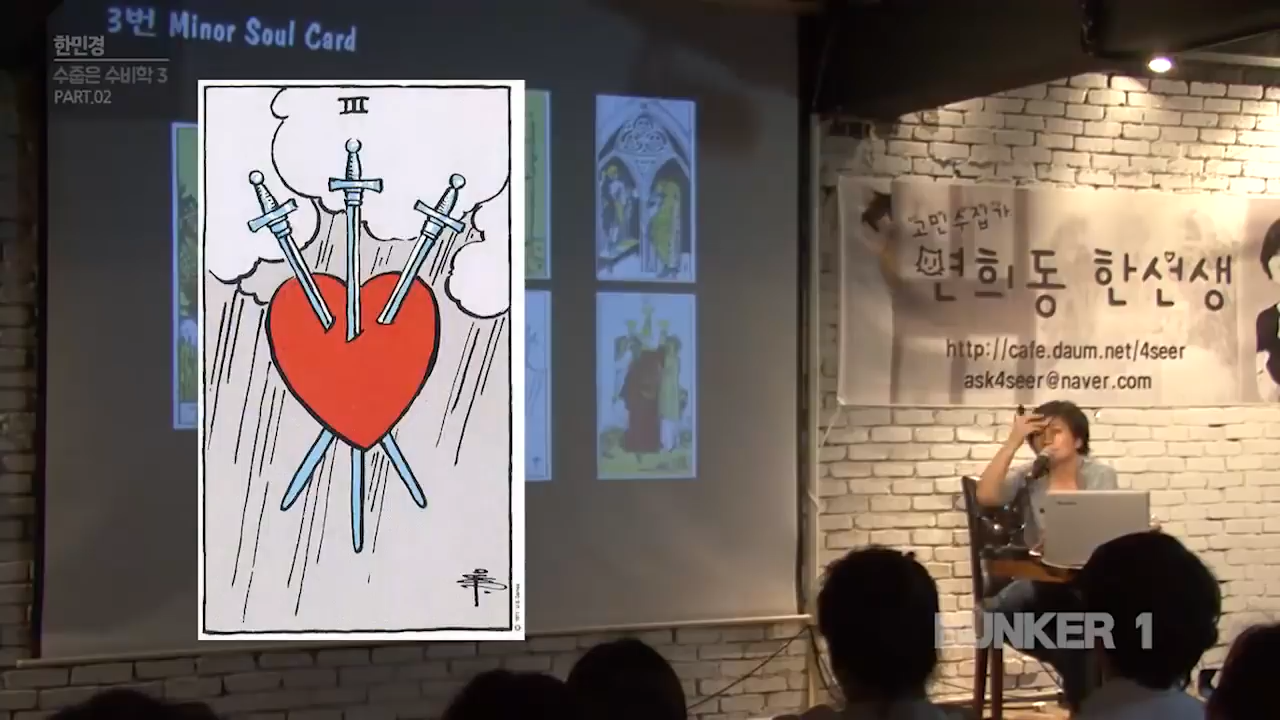 3번 Minor Soul Card
한민경
수줍은 수비학 3
PART.02
III
"고민 수집"가
연희동 한선생
http://cafe.daum.net/4seer
ask4seer@naver.com
BUNKER 1